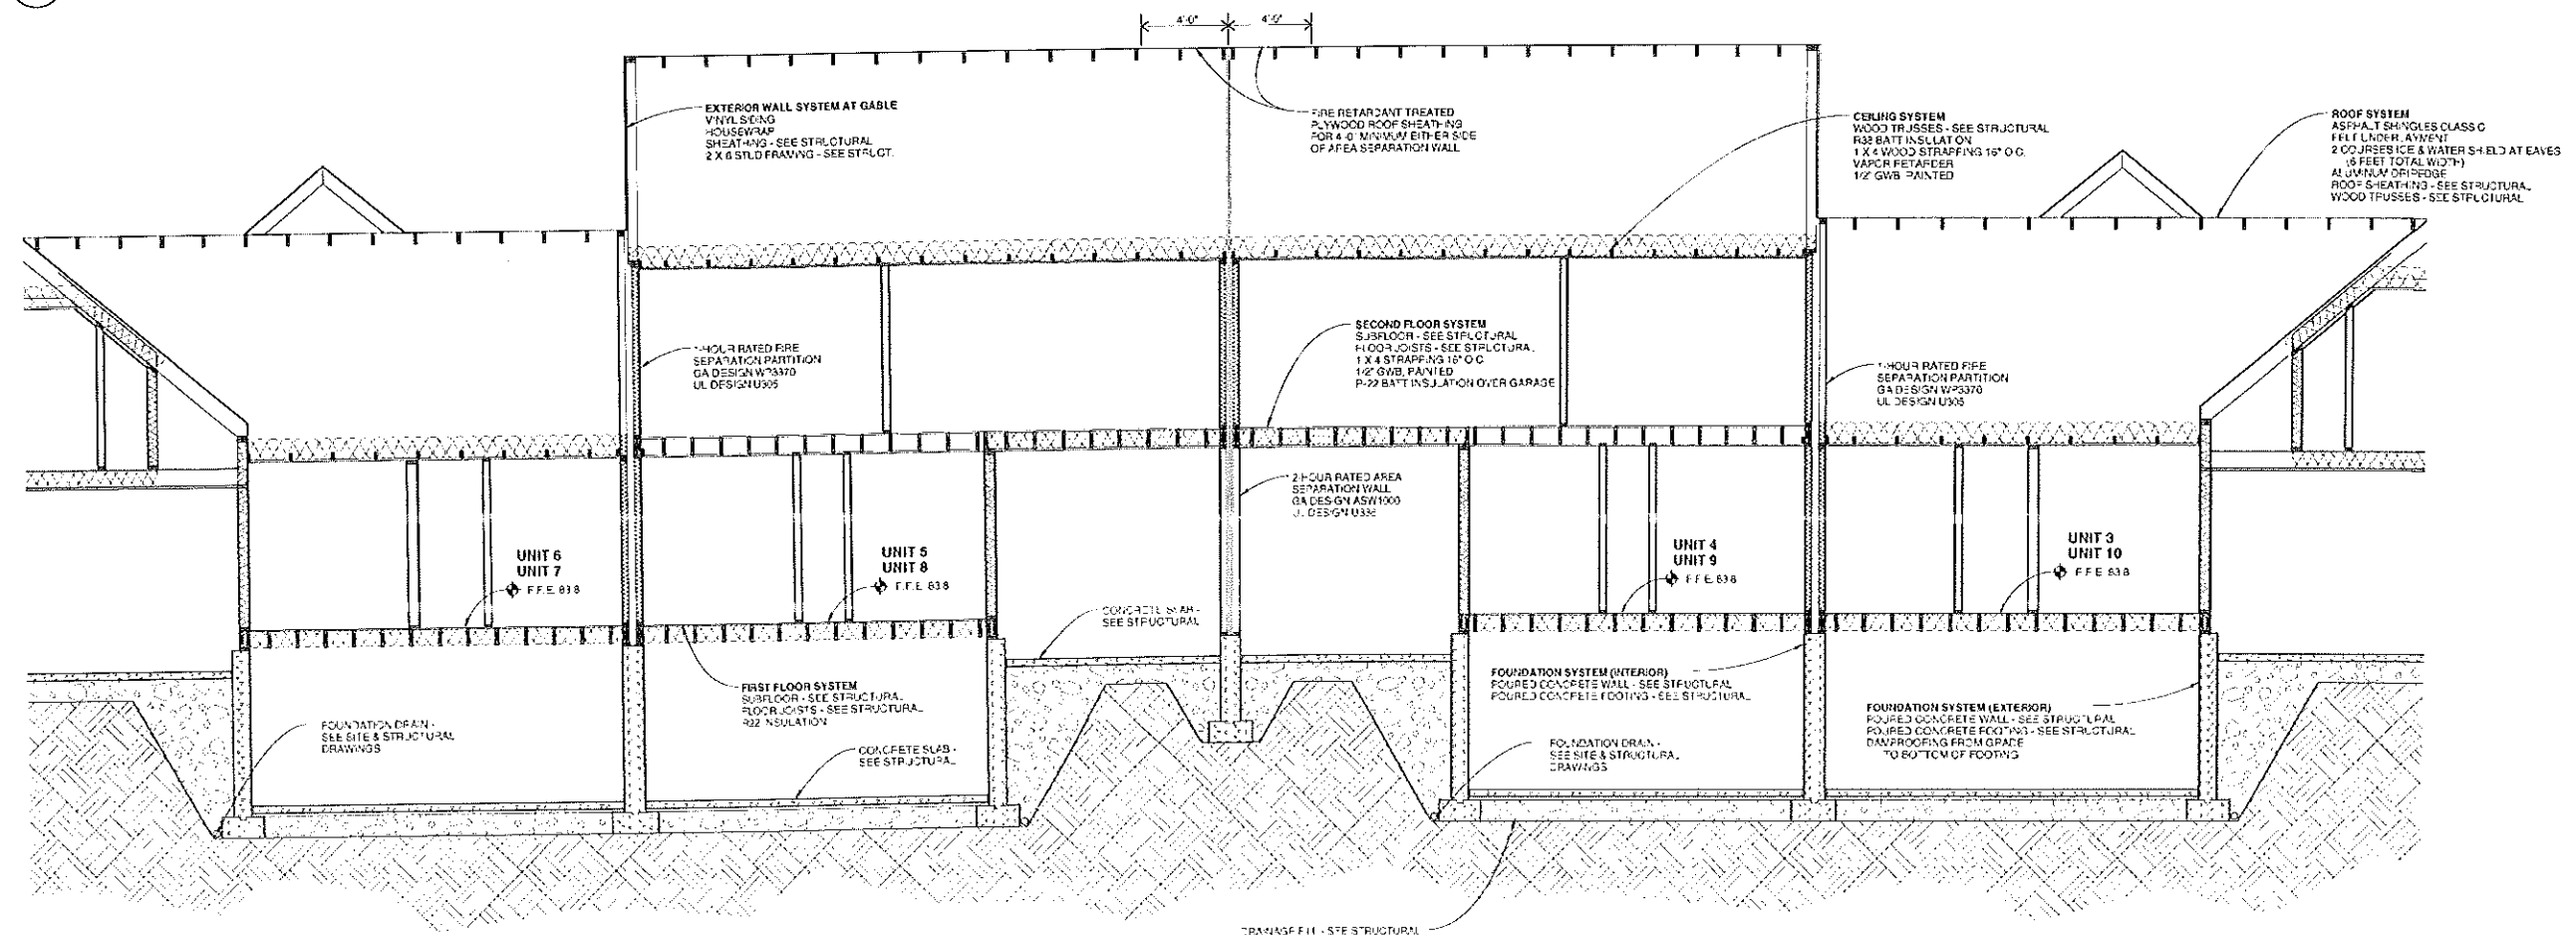 4'-0" 4'-0"
EXTERIOR WALL SYSTEM AT GABLE
VINYL SIDING
HOUSEWRAP
SHEATHING - SEE STRUCTURAL
2 X 6 STUD FRAMING - SEE STRUCT.
FIRE RETARDANT TREATED
PLYWOOD ROOF SHEATHING
FOR 4'-0" MINIMUM EITHER SIDE
OF AREA SEPARATION WALL
CEILING SYSTEM
WOOD TRUSSES - SEE STRUCTURAL
R38 BATT INSULATION
1 X 4 WOOD STRAPPING 16" O.C.
VAPOR RETARDER
1/2" GWB, PAINTED
ROOF SYSTEM
ASPHALT SHINGLES CLASS C
FELT UNDERLAYMENT
2 COURSES ICE & WATER SHIELD AT EAVES
(6 FEET TOTAL WIDTH)
ALUMINUM DRIPEDGE
ROOF SHEATHING - SEE STRUCTURAL
WOOD TRUSSES - SEE STRUCTURAL
1-HOUR RATED FIRE
SEPARATION PARTITION
GA DESIGN WP3370
UL DESIGN U305
SECOND FLOOR SYSTEM
SUBFLOOR - SEE STRUCTURAL
FLOOR JOISTS - SEE STRUCTURAL
1 X 4 STRAPPING 16" O.C.
1/2" GWB, PAINTED
R-22 BATT INSULATION OVER GARAGE
1-HOUR RATED FIRE
SEPARATION PARTITION
GA DESIGN WP3370
UL DESIGN U305
2-HOUR RATED AREA
SEPARATION WALL
GA DESIGN ASW1000
UL DESIGN U336
UNIT 6
UNIT 7
F.F.E. 83.8
UNIT 5
UNIT 8
F.F.E. 83.8
UNIT 4
UNIT 9
F.F.E. 83.8
UNIT 3
UNIT 10
F.F.E. 83.8
CONCRETE SLAB -
SEE STRUCTURAL
FIRST FLOOR SYSTEM
SUBFLOOR - SEE STRUCTURAL
FLOOR JOISTS - SEE STRUCTURAL
R22 INSULATION
FOUNDATION SYSTEM (INTERIOR)
POURED CONCRETE WALL - SEE STRUCTURAL
POURED CONCRETE FOOTING - SEE STRUCTURAL
FOUNDATION SYSTEM (EXTERIOR)
POURED CONCRETE WALL - SEE STRUCTURAL
POURED CONCRETE FOOTING - SEE STRUCTURAL
DAMPROOFING FROM GRADE
TO BOTTOM OF FOOTING
FOUNDATION DRAIN -
SEE SITE & STRUCTURAL
DRAWINGS
CONCRETE SLAB -
SEE STRUCTURAL
FOUNDATION DRAIN -
SEE SITE & STRUCTURAL
DRAWINGS
DRAINAGE FILL - SEE STRUCTURAL